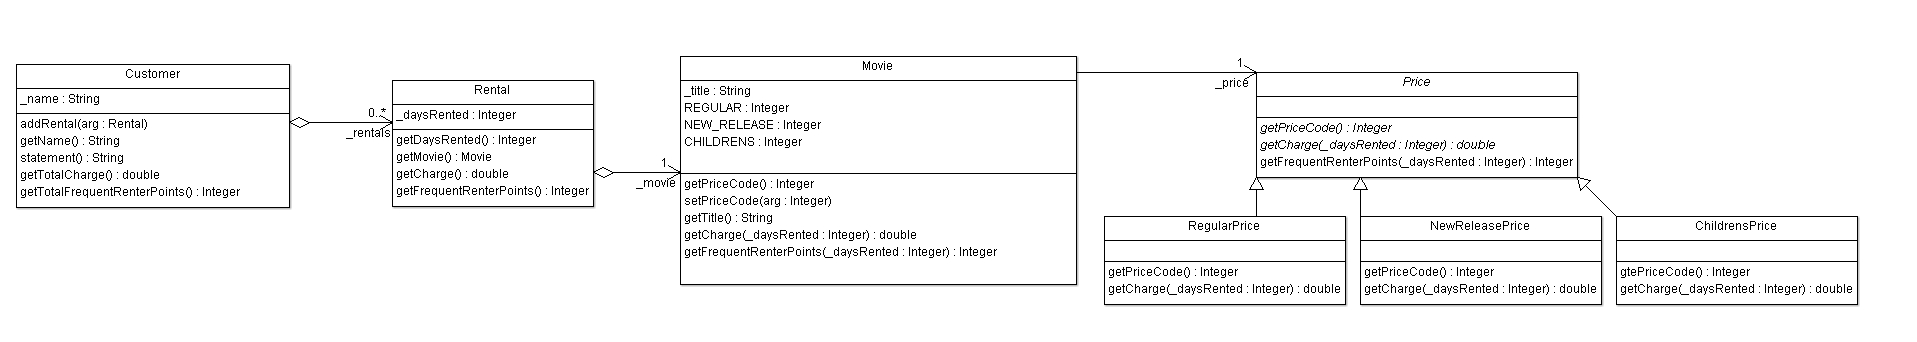 Customer
_name : String
addRental(arg : Rental)
getName() : String
statement() : String
getTotalCharge() : double
getTotalFrequentRenterPoints() : Integer
0..*
_rentals
Rental
_daysRented : Integer
getDaysRented() : Integer
getMovie() : Movie
getCharge() : double
getFrequentRenterPoints() : Integer
1
_movie
Movie
_title : String
REGULAR : Integer
NEW_RELEASE : Integer
CHILDRENS : Integer
getPriceCode() : Integer
setPriceCode(arg : Integer)
getTitle() : String
getCharge(_daysRented : Integer) : double
getFrequentRenterPoints(_daysRented : Integer) : Integer
1
_price
Price
getPriceCode() : Integer
getCharge(_daysRented : Integer) : double
getFrequentRenterPoints(_daysRented : Integer) : Integer
RegularPrice
getPriceCode() : Integer
getCharge(_daysRented : Integer) : double
NewReleasePrice
getPriceCode() : Integer
getCharge(_daysRented : Integer) : double
ChildrensPrice
gtePriceCode() : Integer
getCharge(_daysRented : Integer) : double